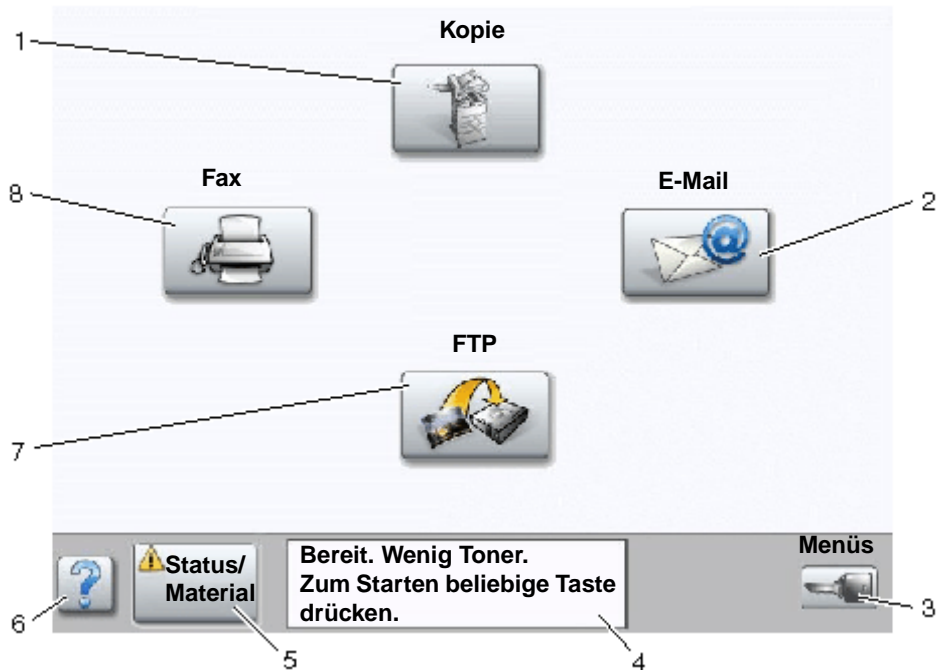 Kopie
1
Fax
E-Mail
8
2
FTP
7
Menüs
Status/
Material
Bereit. Wenig Toner.
Zum Starten beliebige Taste
drücken.
6
5
4
3